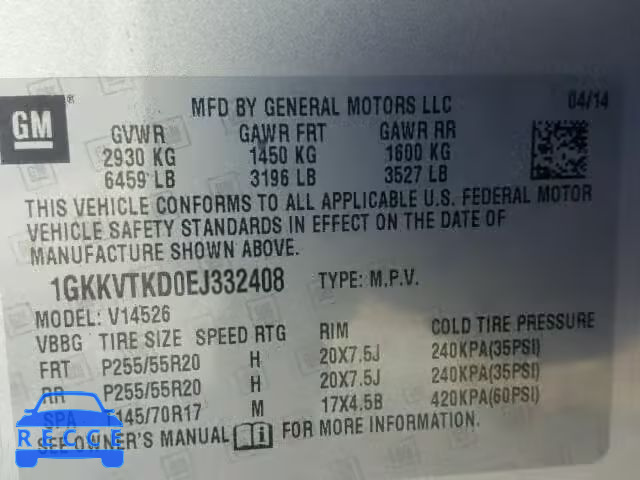 GM ®
MFD BY GENERAL MOTORS LLC 04/14
GVWR GAWR FRT GAWR RR
2930 KG 1450 KG 1600 KG
6459 LB 3196 LB 3527 LB
THIS VEHICLE CONFORMS TO ALL APPLICABLE U.S. FEDERAL MOTOR
VEHICLE SAFETY STANDARDS IN EFFECT ON THE DATE OF
MANUFACTURE SHOWN ABOVE.
1GKKVTKD0EJ332408 TYPE: M.P.V.
MODEL: V14526
VBBG TIRE SIZE SPEED RTG RIM COLD TIRE PRESSURE
FRT P255/55R20 H 20X7.5J 240KPA(35PSI)
RR P255/55R20 H 20X7.5J 240KPA(35PSI)
SPA T145/70R17 M 17X4.5B 420KPA(60PSI)
SEE OWNER'S MANUAL FOR MORE INFORMATION.
RECGE